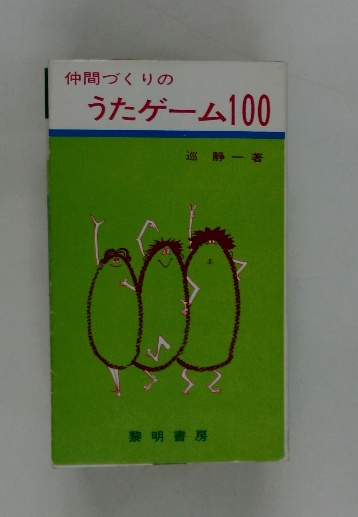 仲間づくりの
うたゲーム100
巡 静一 著
黎明書房